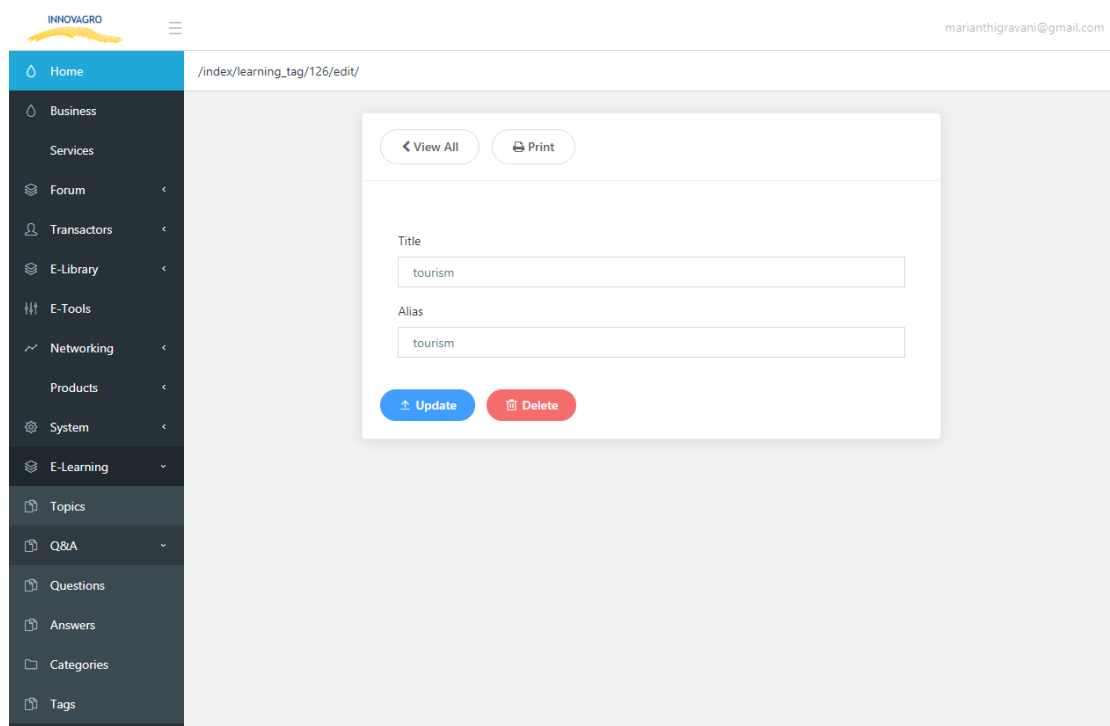 INNOVAGRO
marianthigravani@gmail.com
Home
/index/learning_tag/126/edit/
Business
Services
Forum
Transactors
E-Library
E-Tools
Networking
Products
System
E-Learning
Topics
Q&A
Questions
Answers
Categories
Tags
View All
Print
Title
tourism
Alias
tourism
Update
Delete